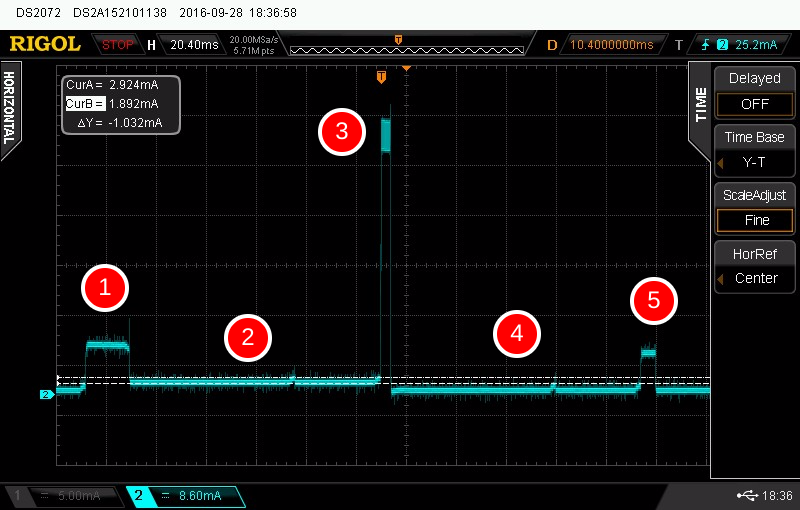 DS2072 DS2A152101138 2016-09-28 18:36:58
RIGOL STOP H 20.40ms 20.00MSa/s 5.71M pts T D 10.4000000ms T 2 25.2mA
HORIZONTAL
CurA = 2.924mA
CurB = 1.892mA
ΔY = -1.032mA
T
3
1
2
4
5
2
TIME
Delayed
OFF
Time Base
Y-T
ScaleAdjust
Fine
HorRef
Center
1 = 5.00mA 2 = 8.60mA 18:36